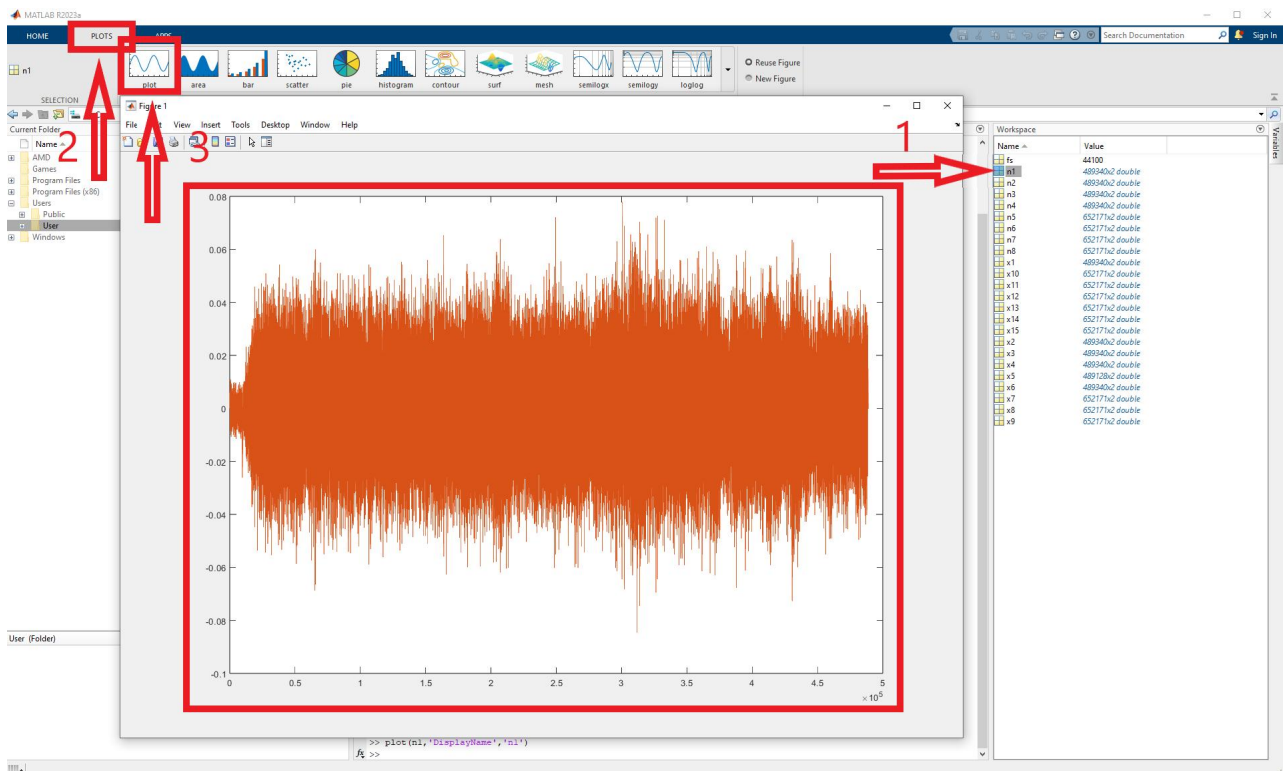 MATLAB R2023a
HOME PLOTS APPS
Search Documentation Sign In
n1
plot area bar scatter pie histogram contour surf mesh semilogx semilogy loglog
Reuse Figure
New Figure
SELECTION
Figure 1
File View Insert Tools Desktop Window Help
Current Folder
Name
AMD
Games
Program Files
Program Files (x86)
Users
Public
User
Windows
User (Folder)
2
3
1
0.08
0.06
0.04
0.02
0
-0.02
-0.04
-0.06
-0.08
-0.1
0 0.5 1 1.5 2 2.5 3 3.5 4 4.5 5
×10^5
>> plot(n1,'DisplayName','n1')
fx >>
Workspace
Variables
Name Value
fs 44100
n1 489340x2 double
n2 489340x2 double
n3 489340x2 double
n4 489340x2 double
n5 652171x2 double
n6 652171x2 double
n7 652171x2 double
n8 652171x2 double
x1 489340x2 double
x10 652171x2 double
x11 652171x2 double
x12 652171x2 double
x13 652171x2 double
x14 652171x2 double
x15 652171x2 double
x2 489340x2 double
x3 489340x2 double
x4 489340x2 double
x5 489128x2 double
x6 489340x2 double
x7 652171x2 double
x8 652171x2 double
x9 652171x2 double